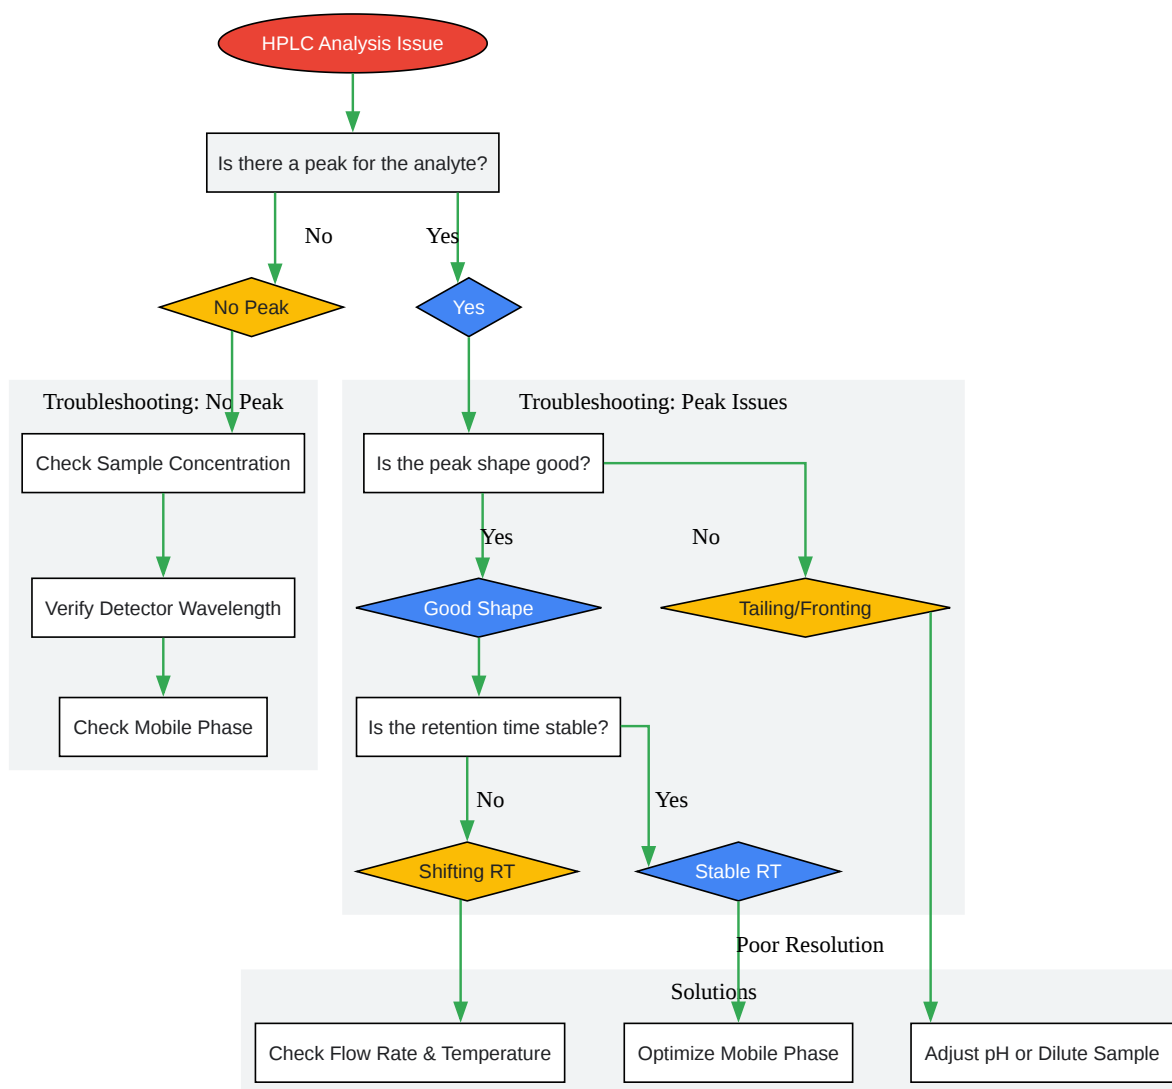 HPLC Analysis Issue
Is there a peak for the analyte?
No
Yes
No Peak
Yes
Troubleshooting: No Peak
Troubleshooting: Peak Issues
Check Sample Concentration
Is the peak shape good?
Yes
No
Verify Detector Wavelength
Good Shape
Tailing/Fronting
Check Mobile Phase
Is the retention time stable?
No
Yes
Shifting RT
Stable RT
Poor Resolution
Solutions
Check Flow Rate & Temperature
Optimize Mobile Phase
Adjust pH or Dilute Sample